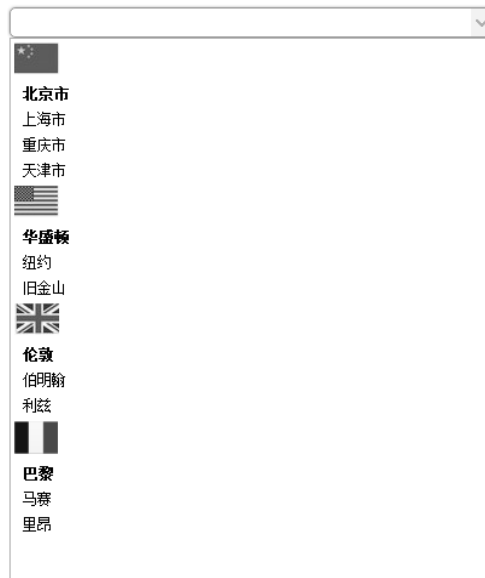 北京市
上海市
重庆市
天津市
华盛顿
纽约
旧金山
伦敦
伯明翰
利兹
巴黎
马赛
里昂